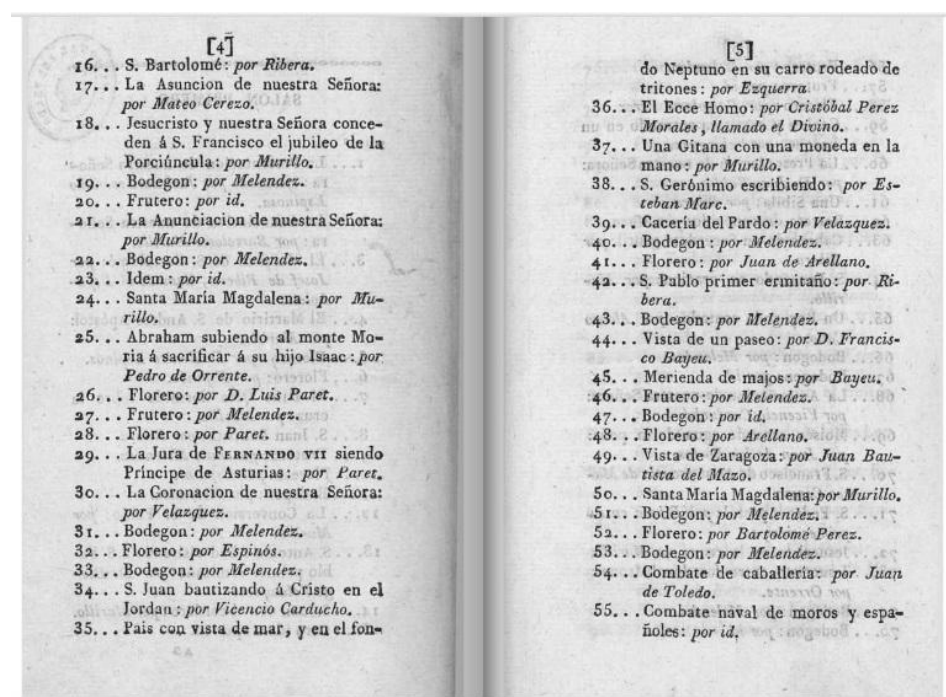 [4]
16. . . S. Bartolomé: por Ribera.
17. . . La Asuncion de nuestra Señora:
por Mateo Cerezo.
18. . . Jesucristo y nuestra Señora conce-
den á S. Francisco el jubileo de la
Porciúncula: por Murillo.
19. . . Bodegon: por Melendez.
20. . . Frutero: por id.
21. . . La Anunciacion de nuestra Señora:
por Murillo.
22. . . Bodegon: por Melendez.
23. . . Idem: por id.
24. . . Santa María Magdalena: por Mu-
rillo.
25. . . Abraham subiendo al monte Mo-
ria á sacrificar á su hijo Isaac: por
Pedro de Orrente.
26. . . Florero: por D. Luis Paret.
27. . . Frutero: por Melendez.
28. . . Florero: por Paret.
29. . . La Jura de FERNANDO VII siendo
Príncipe de Asturias: por Paret.
30. . . La Coronacion de nuestra Señora:
por Velazquez.
31. . . Bodegon: por Melendez.
32. . . Florero: por Espinós.
33. . . Bodegon: por Melendez.
34. . . S. Juan bautizando á Cristo en el
Jordan: por Vicencio Carducho.
35. . . Pais con vista de mar, y en el fon-
[5]
do Neptuno en su carro rodeado de
tritones: por Ezquerra.
36. . . El Ecce Homo: por Cristóbal Perez
Morales, llamado el Divino.
37. . . Una Gitana con una moneda en la
mano: por Murillo.
38. . . S. Gerónimo escribiendo: por Es-
teban Marc.
39. . . Cacería del Pardo: por Velazquez.
40. . . Bodegon: por Melendez.
41. . . Florero: por Juan de Arellano.
42. . . S. Pablo primer ermitaño: por Ri-
bera.
43. . . Bodegon: por Melendez.
44. . . Vista de un paseo: por D. Francis-
co Bayeu.
45. . . Merienda de majos: por Bayeu.
46. . . Frutero: por Melendez.
47. . . Bodegon: por id.
48. . . Florero: por Arellano.
49. . . Vista de Zaragoza: por Juan Bau-
tista del Mazo.
50. . . Santa María Magdalena: por Murillo.
51. . . Bodegon: por Melendez.
52. . . Florero: por Bartolomé Perez.
53. . . Bodegon: por Melendez.
54. . . Combate de caballería: por Juan
de Toledo.
55. . . Combate naval de moros y espa-
ñoles: por id.